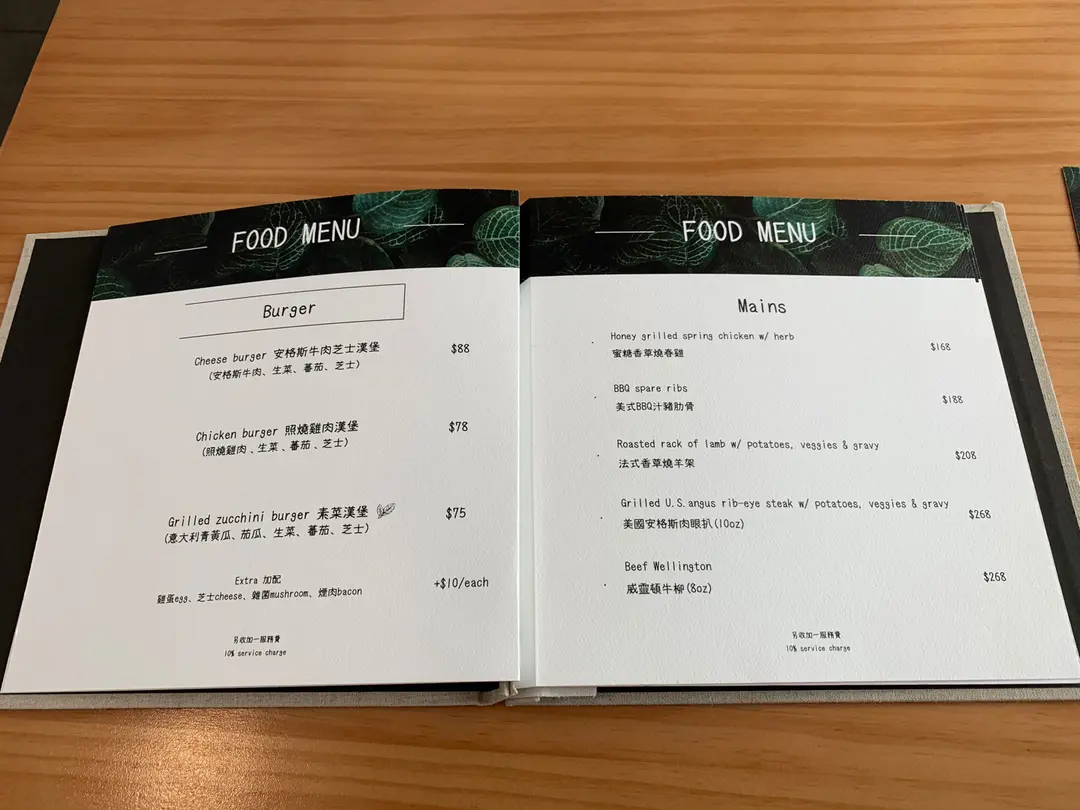 FOOD MENU
Burger
Cheese burger 安格斯牛肉芝士漢堡 $88
(安格斯牛肉、生菜、蕃茄、芝士)
Chicken burger 照燒雞肉漢堡 $78
(照燒雞肉、生菜、蕃茄、芝士)
Grilled zucchini burger 素菜漢堡 $75
(意大利青黃瓜、茄瓜、生菜、蕃茄、芝士)
Extra 加配
雞蛋egg、芝士cheese、雜菌mushroom、煙肉bacon +$10/each
另收加一服務費
10% service charge
FOOD MENU
Mains
Honey grilled spring chicken w/ herb
蜜糖香草燒春雞 $168
BBQ spare ribs
美式BBQ汁豬肋骨 $188
Roasted rack of lamb w/ potatoes, veggies & gravy
法式香草燒羊架 $208
Grilled U.S. angus rib-eye steak w/ potatoes, veggies & gravy
美國安格斯肉眼扒(10oz) $268
Beef Wellington
威靈頓牛柳(8oz) $268
另收加一服務費
10% service charge